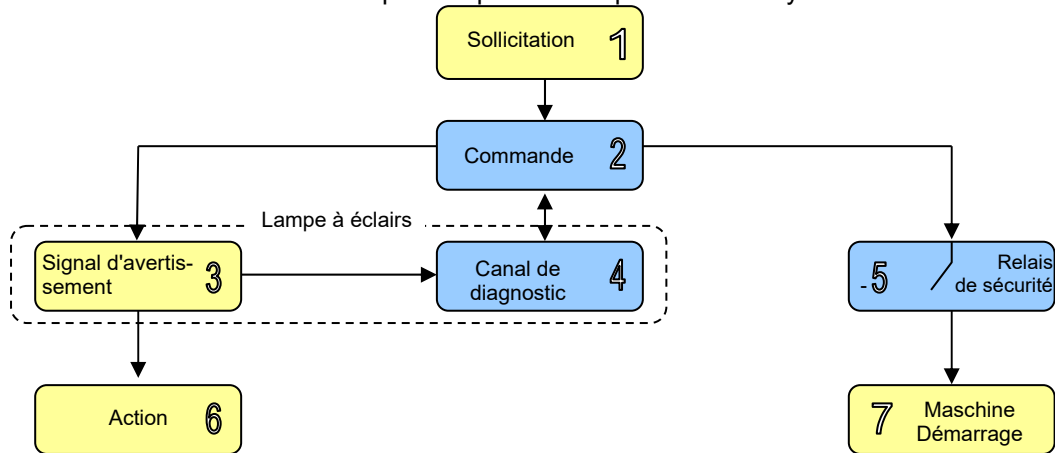 Sollicitation 1
Commande 2
Lampe à éclairs
Signal d'avertis-
sement 3
Canal de
diagnostic 4
-5 Relais
de sécurité
Action 6
7 Maschine
Démarrage